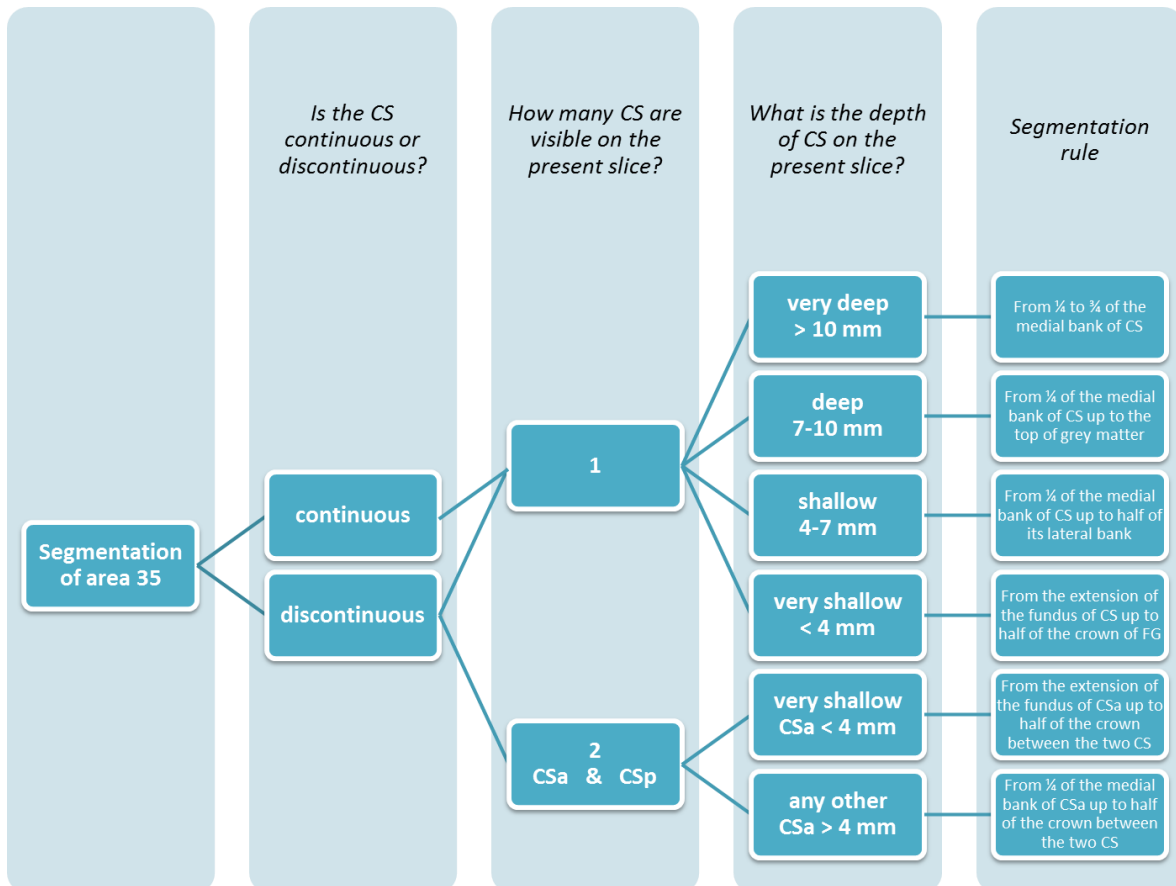 Is the CS
continuous or
discontinuous?
How many CS are
visible on the
present slice?
What is the depth
of CS on the
present slice?
Segmentation
rule
Segmentation
of area 35
continuous
discontinuous
1
2
CSa & CSp
very deep
> 10 mm
deep
7-10 mm
shallow
4-7 mm
very shallow
< 4 mm
very shallow
CSa < 4 mm
any other
CSa > 4 mm
From ¼ to ¾ of the
medial bank of CS
From ¼ of the medial
bank of CS up to the
top of grey matter
From ¼ of the medial
bank of CS up to half of
its lateral bank
From the extension of
the fundus of CS up to
half of the crown of FG
From the extension of
the fundus of CSa up to
half of the crown
between the two CS
From ¼ of the medial
bank of CSa up to half
of the crown between
the two CS